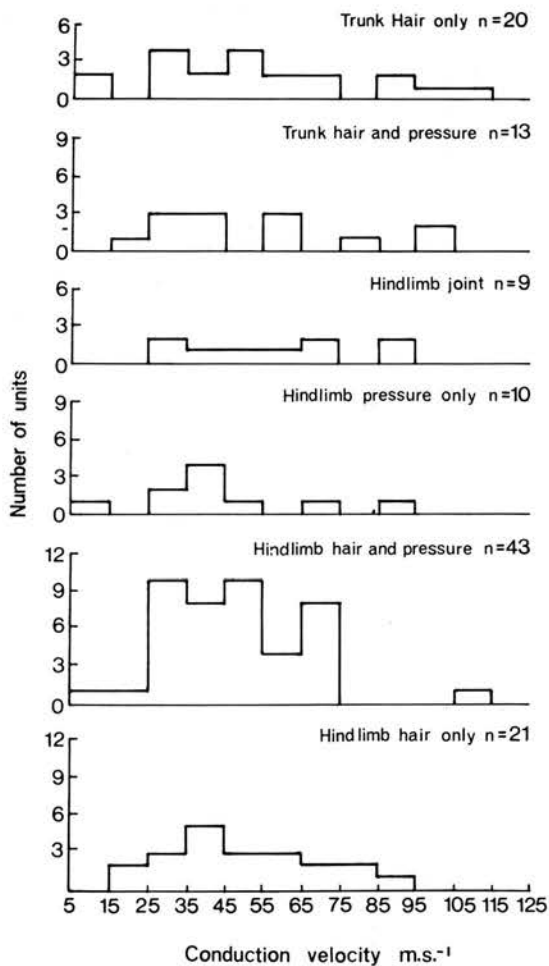 Trunk Hair only n=20
6
3
0
Trunk hair and pressure n=13
9
6
3
0
Hindlimb joint n=9
6
3
0
Hindlimb pressure only n=10
9
6
3
0
Hindlimb hair and pressure n=43
12
9
6
3
0
Hindlimb hair only n=21
12
9
6
3
Number of units
5 15 25 35 45 55 65 75 85 95 105 115 125
Conduction velocity m.s.⁻¹